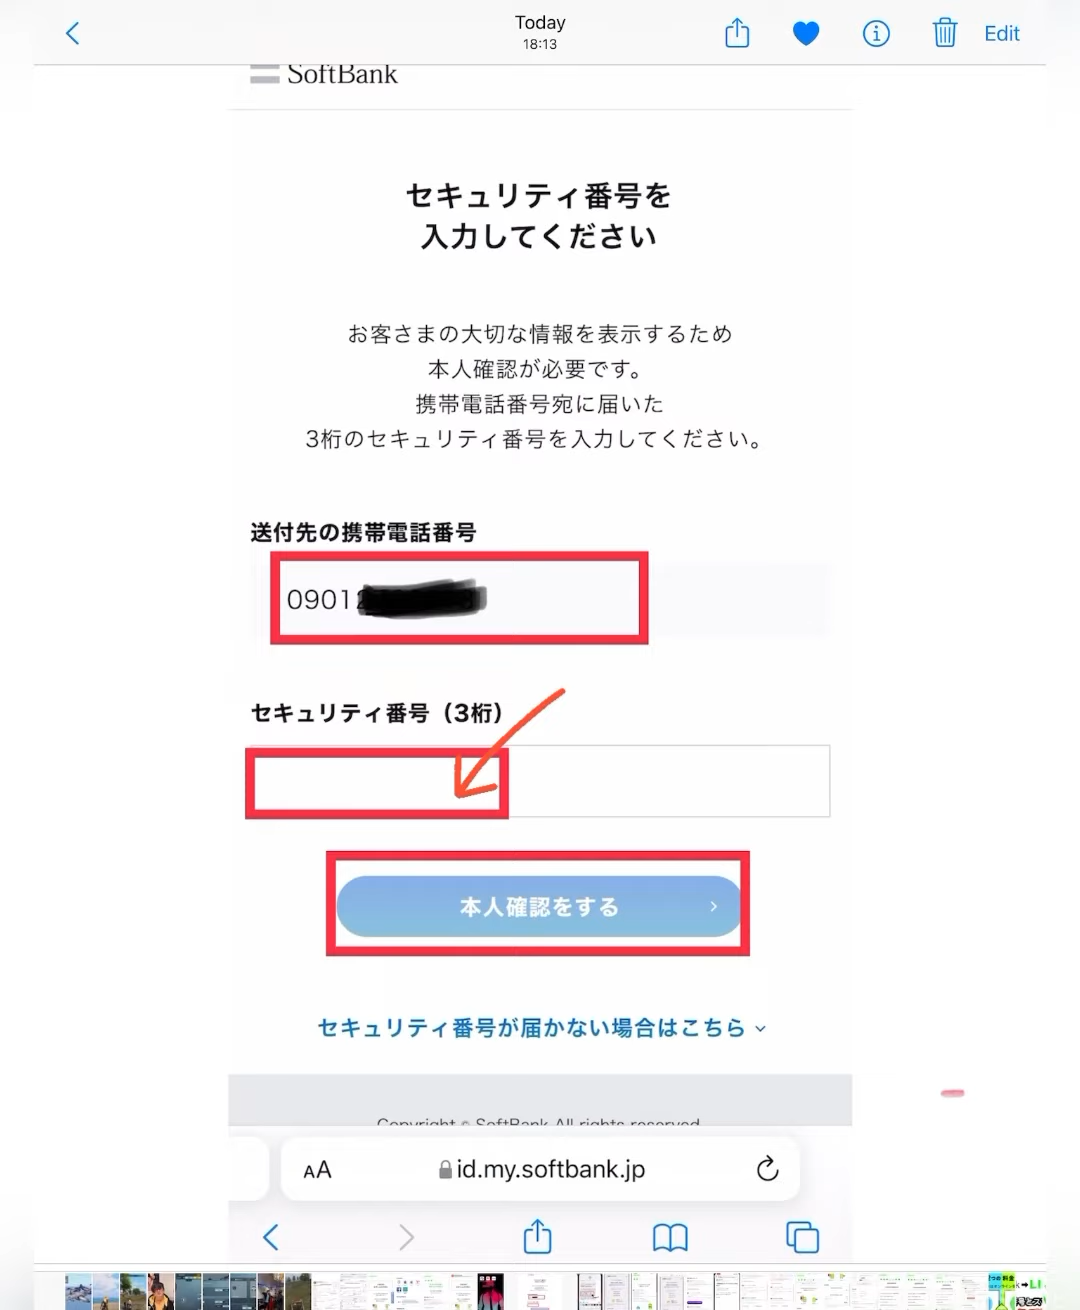 Today
18:13
Edit
SoftBank
セキュリティ番号を
入力してください
お客さまの大切な情報を表示するため
本人確認が必要です。
携帯電話番号宛に届いた
3桁のセキュリティ番号を入力してください。
送付先の携帯電話番号
0901
セキュリティ番号（3桁）
本人確認をする
セキュリティ番号が届かない場合はこちら
Copyright © SoftBank All rights reserved
AA
id.my.softbank.jp